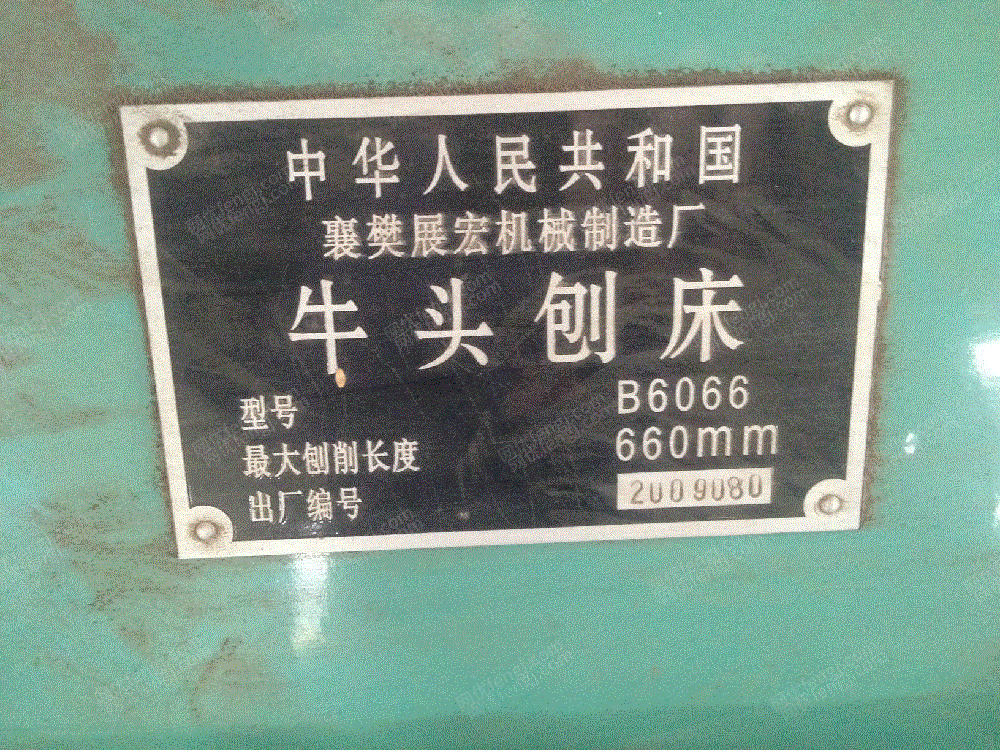 中华人民共和国
襄樊展宏机械制造厂
牛头刨床
型号 B6066
最大刨削长度 660mm
出厂编号 2009080